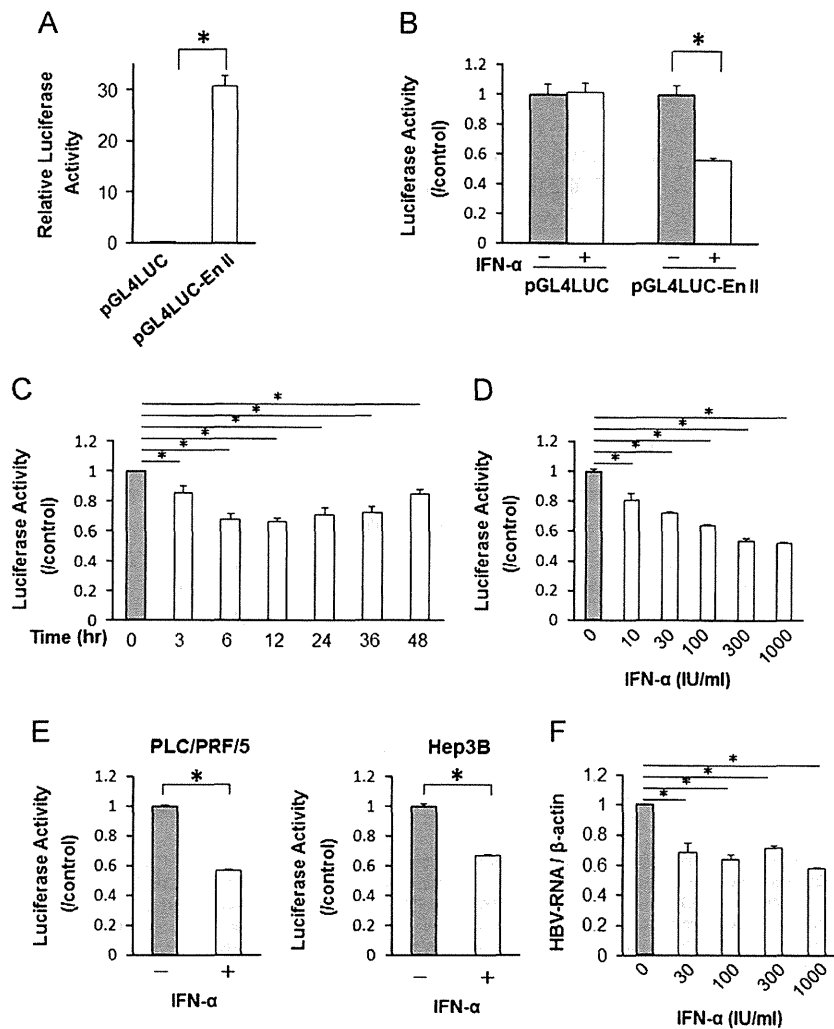 A
*
Relative Luciferase
Activity
30
20
10
0
pGL4LUC
pGL4LUC-En II
B
*
Luciferase Activity
(/control)
1.2
1
0.8
0.6
0.4
0.2
0
IFN-α − + − +
pGL4LUC pGL4LUC-En II
C
*
*
*
*
*
*
Luciferase Activity
(/control)
1.2
1
0.8
0.6
0.4
0.2
0
Time (hr) 0 3 6 12 24 36 48
D
*
*
*
*
*
Luciferase Activity
(/control)
1.2
1
0.8
0.6
0.4
0.2
0
0 10 30 100 300 1000
IFN-α (IU/ml)
E
PLC/PRF/5
*
Luciferase Activity
(/control)
1.2
1
0.8
0.6
0.4
0.2
0
− +
IFN-α
Hep3B
*
Luciferase Activity
(/control)
1.2
1
0.8
0.6
0.4
0.2
0
− +
IFN-α
F
*
*
*
*
HBV-RNA / β-actin
1.2
1
0.8
0.6
0.4
0.2
0
0 30 100 300 1000
IFN-α (IU/ml)